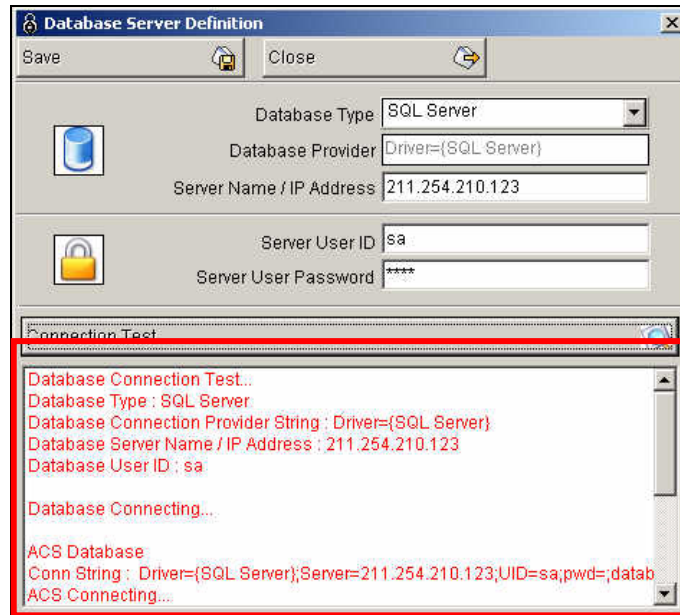 Database Server Definition
Save Close
Database Type SQL Server
Database Provider Driver={SQL Server}
Server Name / IP Address 211.254.210.123
Server User ID sa
Server User Password ****
Connection Test
Database Connection Test...
Database Type : SQL Server
Database Connection Provider String : Driver={SQL Server}
Database Server Name / IP Address : 211.254.210.123
Database User ID : sa
Database Connecting...
ACS Database
Conn String : Driver={SQL Server};Server=211.254.210.123;UID=sa;pwd=;datab
ACS Connecting...